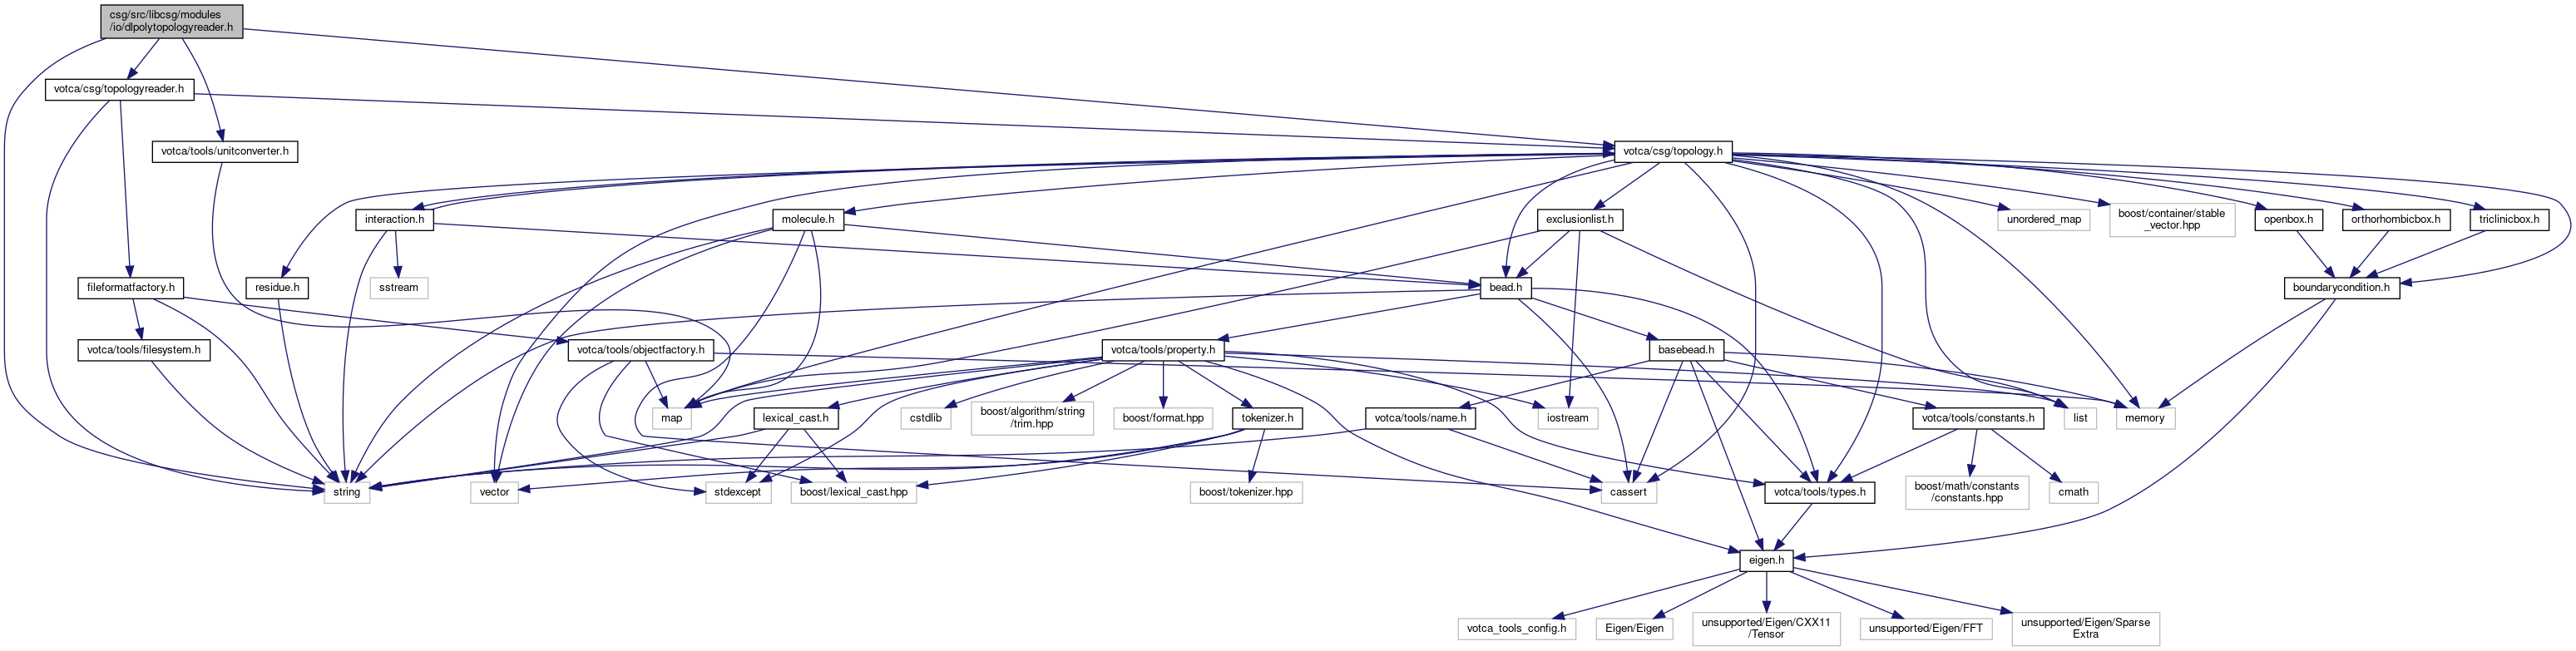 csg/src/libcsg/modules
/io/dlpolytopologyreader.h
votca/csg/topologyreader.h
votca/tools/unitconverter.h
votca/csg/topology.h
interaction.h
molecule.h
exclusionlist.h
unordered_map
boost/container/stable
_vector.hpp
openbox.h
orthorhombicbox.h
triclinicbox.h
fileformatfactory.h
residue.h
sstream
bead.h
boundarycondition.h
votca/tools/filesystem.h
votca/tools/objectfactory.h
votca/tools/property.h
basebead.h
map
lexical_cast.h
cstdlib
boost/algorithm/string
/trim.hpp
boost/format.hpp
tokenizer.h
iostream
votca/tools/name.h
votca/tools/constants.h
list
memory
string
vector
stdexcept
boost/lexical_cast.hpp
boost/tokenizer.hpp
cassert
votca/tools/types.h
boost/math/constants
/constants.hpp
cmath
eigen.h
votca_tools_config.h
Eigen/Eigen
unsupported/Eigen/CXX11
/Tensor
unsupported/Eigen/FFT
unsupported/Eigen/Sparse
Extra